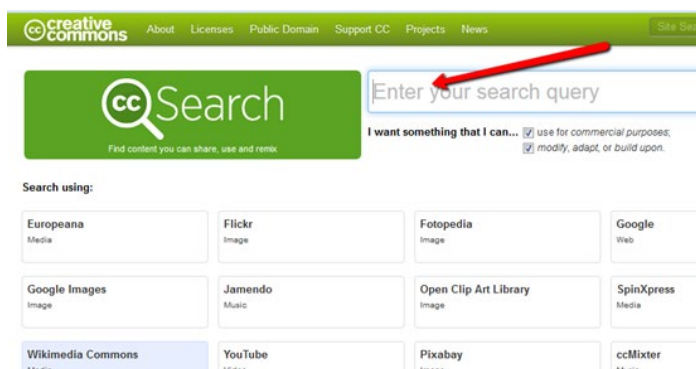 cc creative commons About Licenses Public Domain Support CC Projects News Site Sea
cc Search
Find content you can share, use and remix
Enter your search query
I want something that I can... use for commercial purposes;
modify, adapt, or build upon.
Search using:
Europeana Flickr Fotopedia Google
Media Image Image Web
Google Images Jamendo Open Clip Art Library SpinXpress
Image Music Image Media
Wikimedia Commons YouTube Pixabay ccMixter